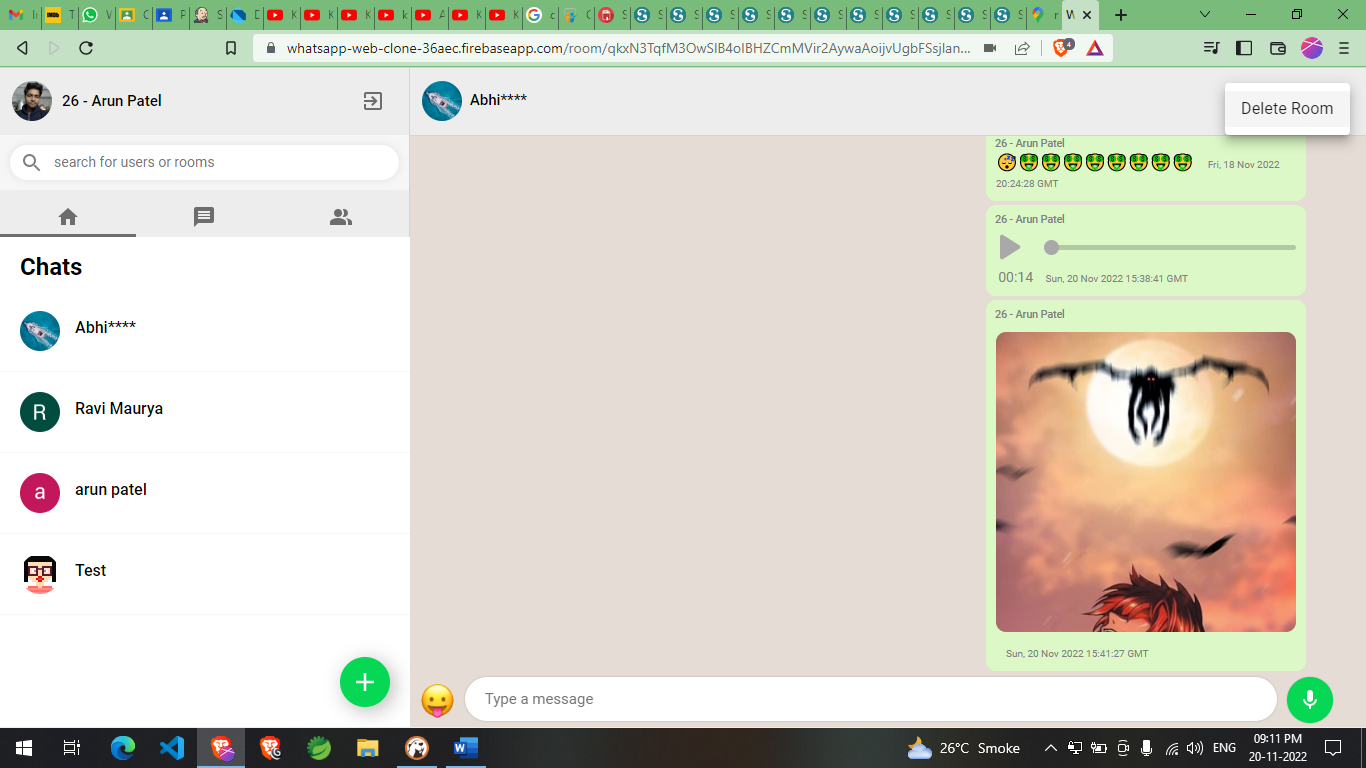 whatsapp-web-clone-36aec.firebaseapp.com/room/qkxN3TqfM3OwSlB4oIBHZCmMVir2AywaAoijvUgbFSsjIan...
4
26 - Arun Patel
Abhi****
Delete Room
search for users or rooms
Chats
Abhi****
Ravi Maurya
R
arun patel
a
Test
26 - Arun Patel
Fri, 18 Nov 2022
20:24:28 GMT
26 - Arun Patel
00:14
Sun, 20 Nov 2022 15:38:41 GMT
26 - Arun Patel
Sun, 20 Nov 2022 15:41:27 GMT
Type a message
26°C Smoke
ENG
09:11 PM
20-11-2022